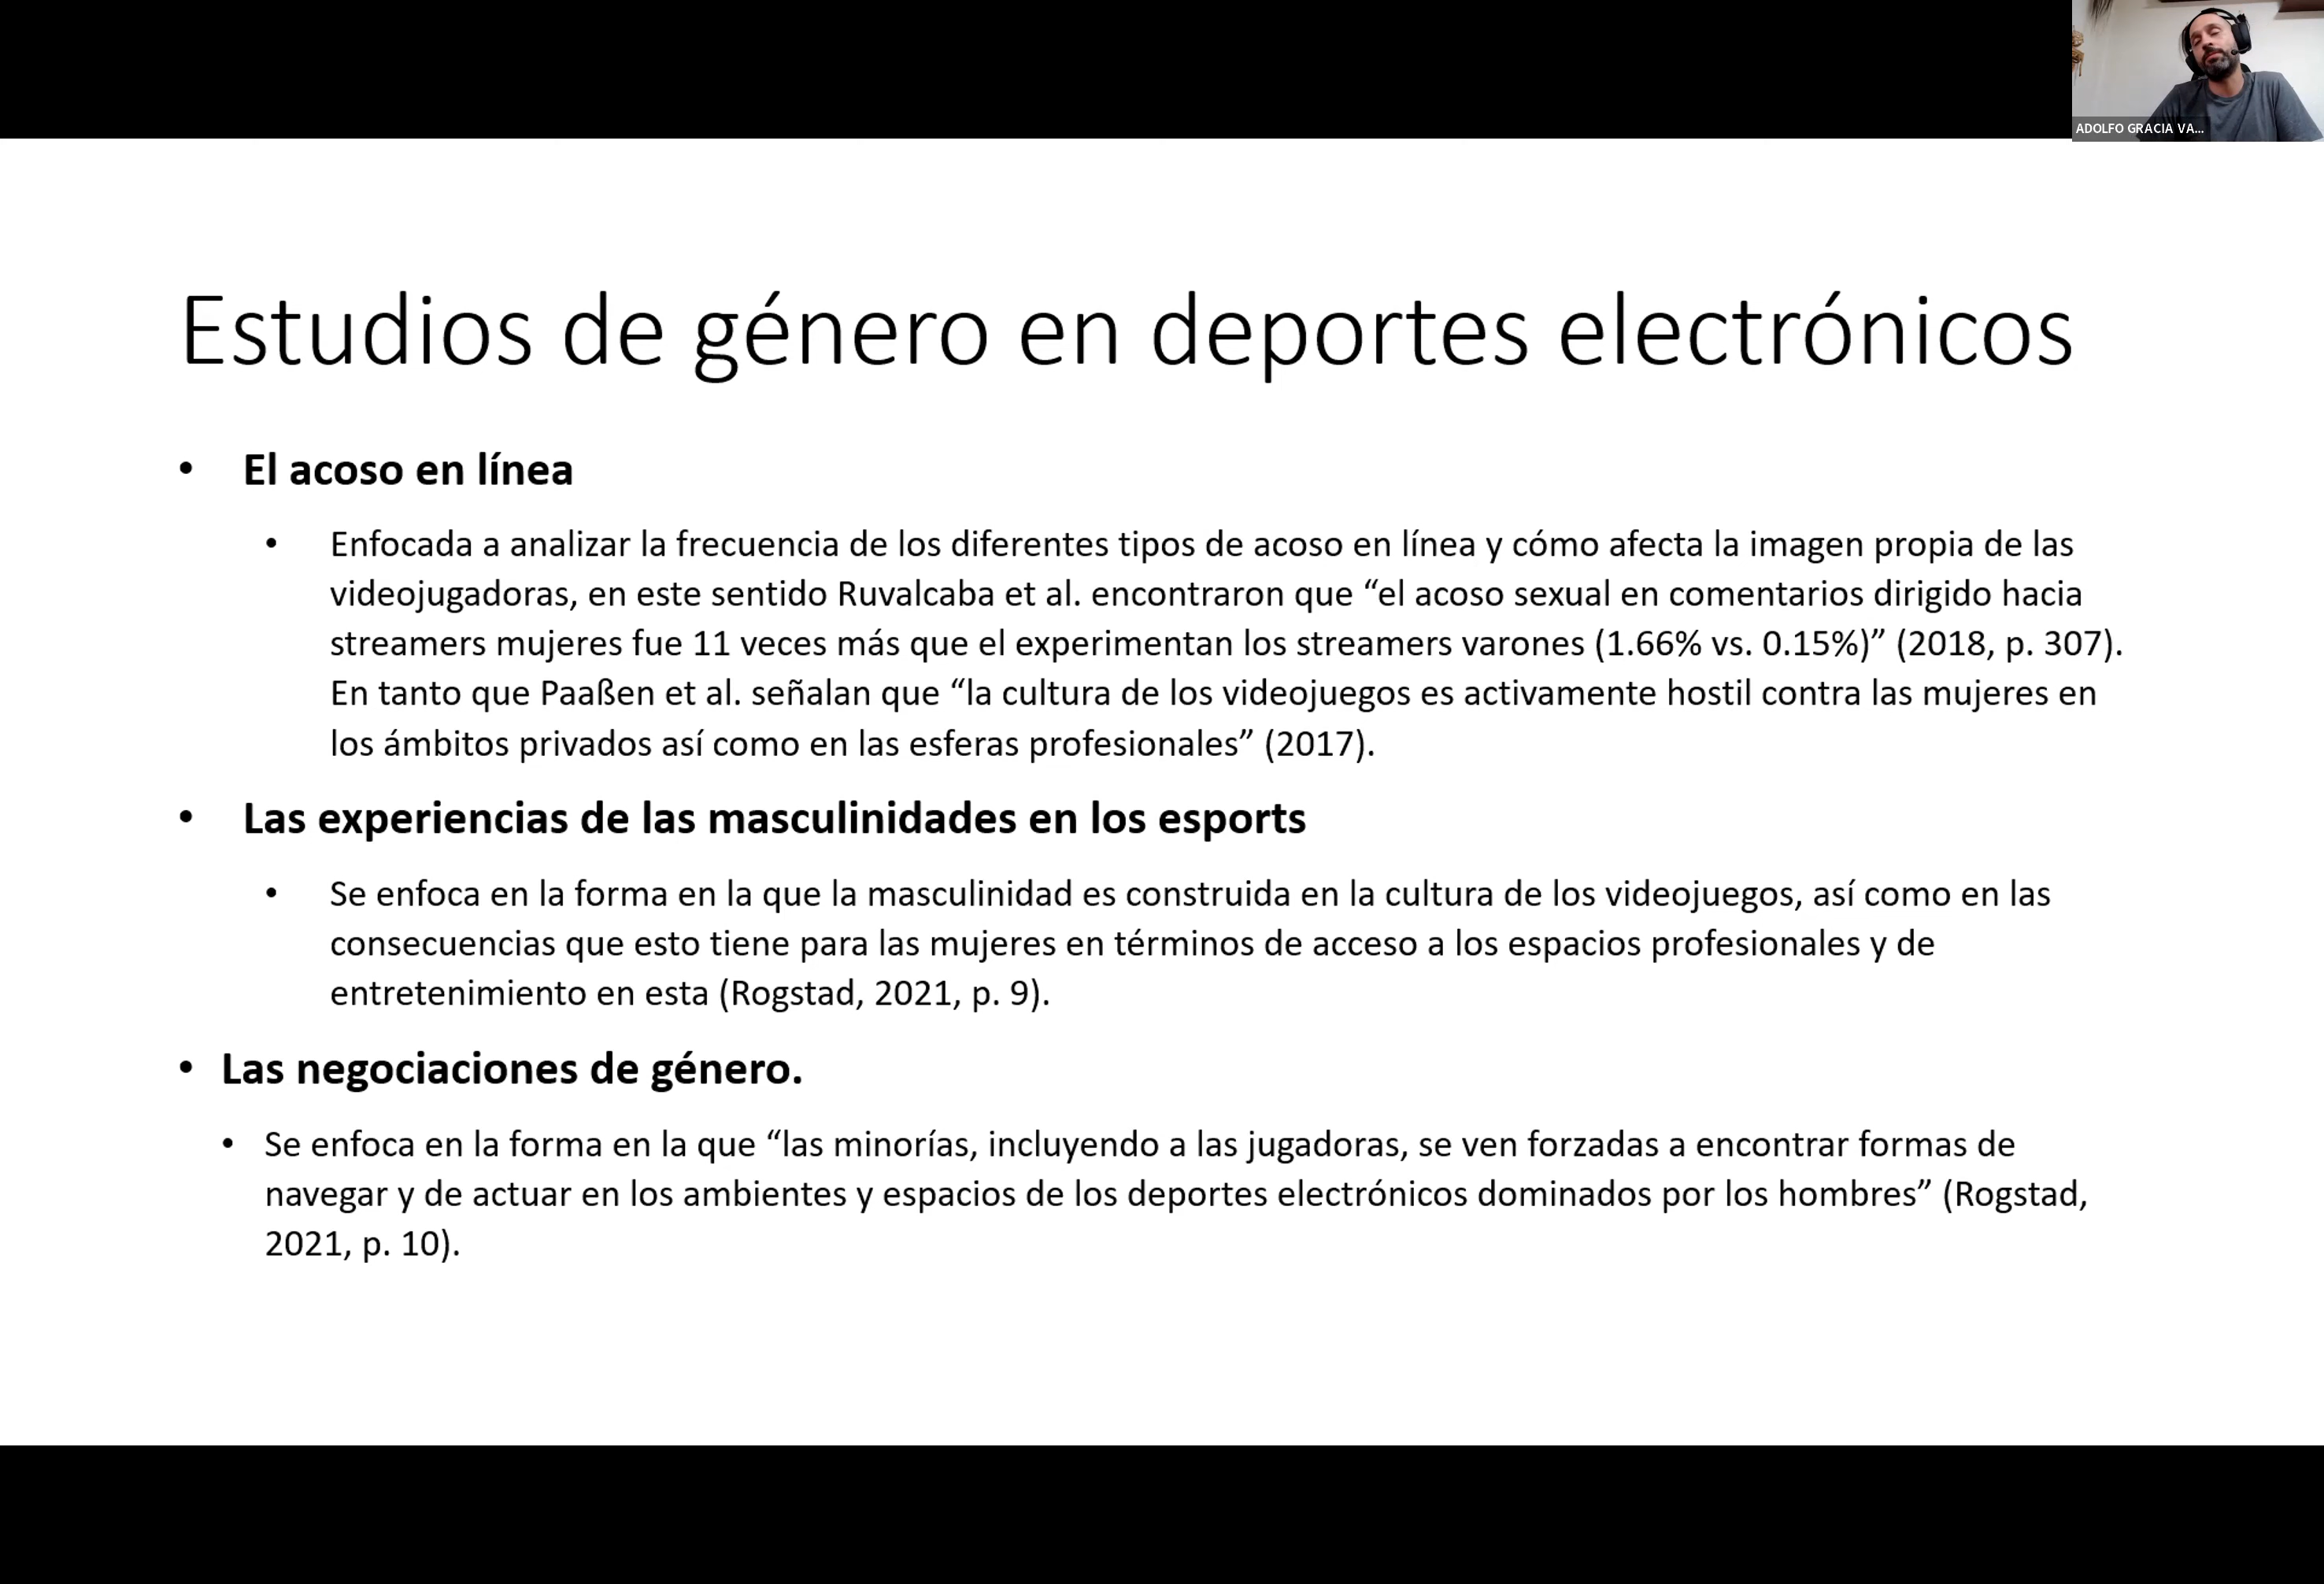 ADOLFO GRACIA VA...
Estudios de género en deportes electrónicos
• El acoso en línea
• Enfocada a analizar la frecuencia de los diferentes tipos de acoso en línea y cómo afecta la imagen propia de las
videojugadoras, en este sentido Ruvalcaba et al. encontraron que “el acoso sexual en comentarios dirigido hacia
streamers mujeres fue 11 veces más que el experimentan los streamers varones (1.66% vs. 0.15%)” (2018, p. 307).
En tanto que Paaßen et al. señalan que “la cultura de los videojuegos es activamente hostil contra las mujeres en
los ámbitos privados así como en las esferas profesionales” (2017).
• Las experiencias de las masculinidades en los esports
• Se enfoca en la forma en la que la masculinidad es construida en la cultura de los videojuegos, así como en las
consecuencias que esto tiene para las mujeres en términos de acceso a los espacios profesionales y de
entretenimiento en esta (Rogstad, 2021, p. 9).
• Las negociaciones de género.
• Se enfoca en la forma en la que “las minorías, incluyendo a las jugadoras, se ven forzadas a encontrar formas de
navegar y de actuar en los ambientes y espacios de los deportes electrónicos dominados por los hombres” (Rogstad,
2021, p. 10).